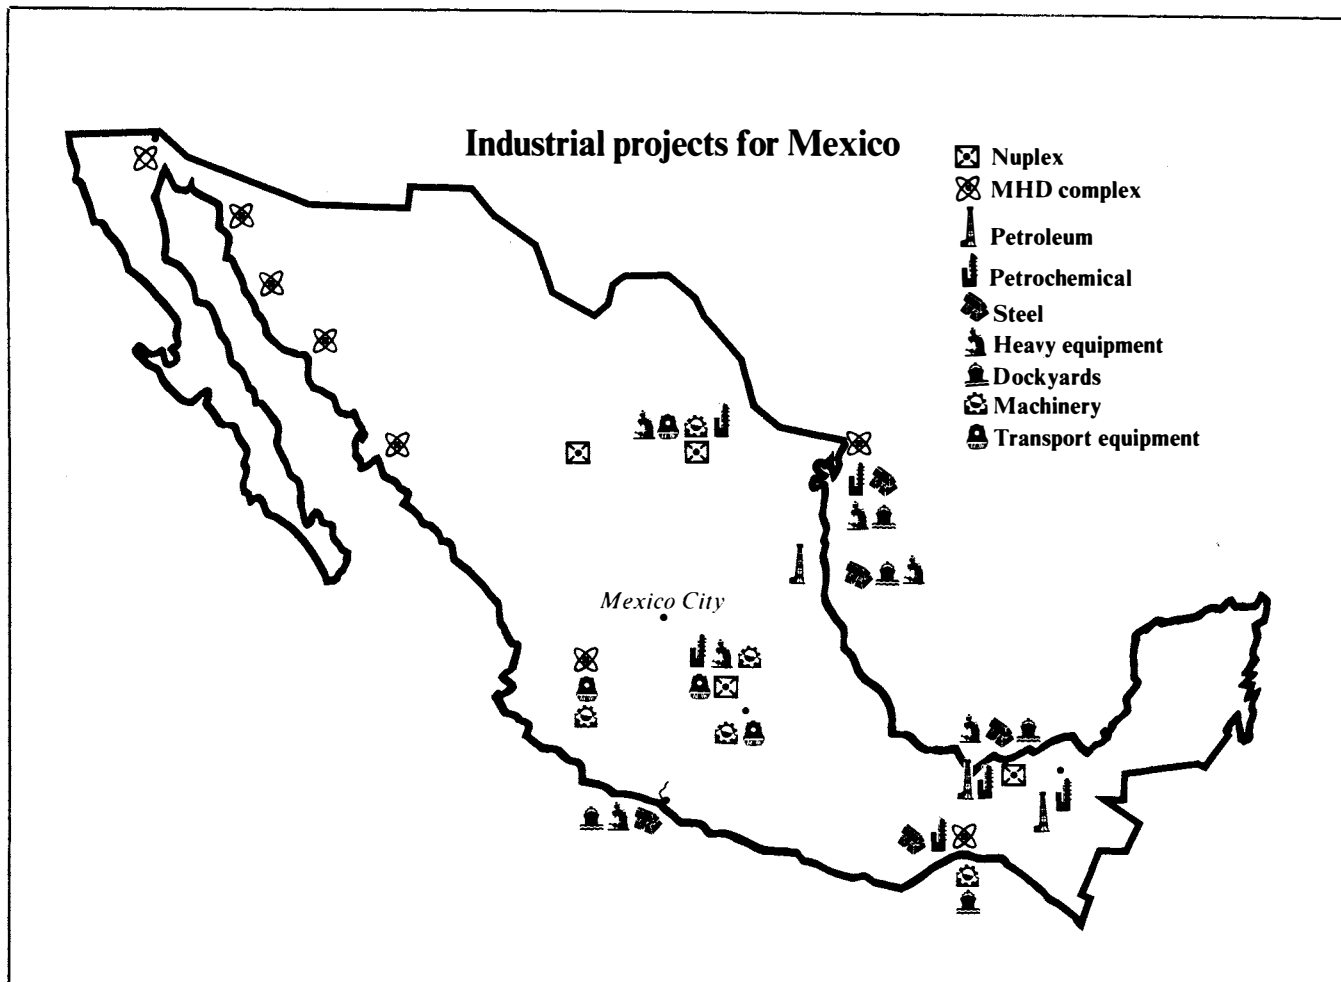 Industrial projects for Mexico
Nuplex
MHD complex
Petroleum
Petrochemical
Steel
Heavy equipment
Dockyards
Machinery
Transport equipment
Mexico City